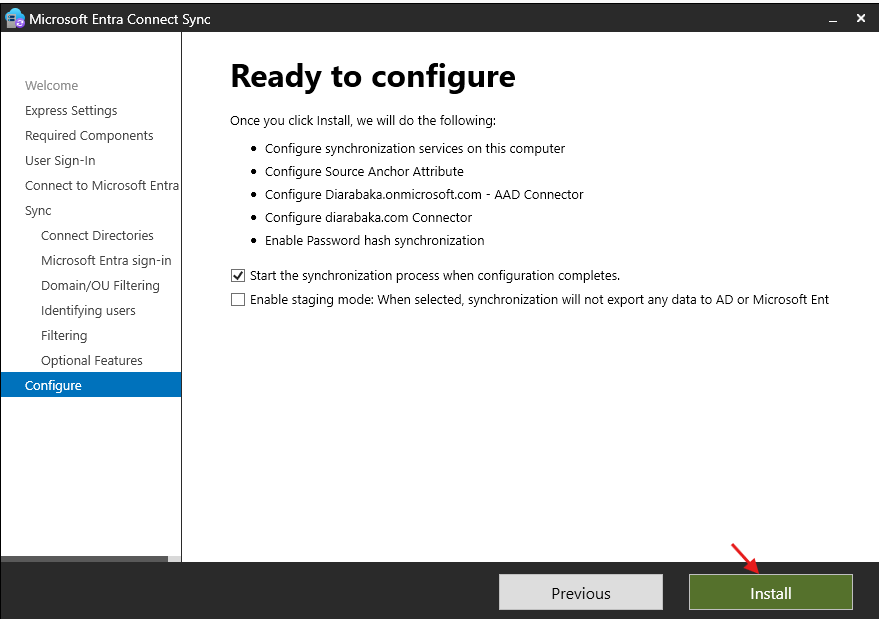 Microsoft Entra Connect Sync
Welcome
Express Settings
Required Components
User Sign-In
Connect to Microsoft Entra
Sync
Connect Directories
Microsoft Entra sign-in
Domain/OU Filtering
Identifying users
Filtering
Optional Features
Configure
Ready to configure
Once you click Install, we will do the following:
Configure synchronization services on this computer
Configure Source Anchor Attribute
Configure Diarabaka.onmicrosoft.com - AAD Connector
Configure diarabaka.com Connector
Enable Password hash synchronization
Start the synchronization process when configuration completes.
Enable staging mode: When selected, synchronization will not export any data to AD or Microsoft Ent
Previous
Install